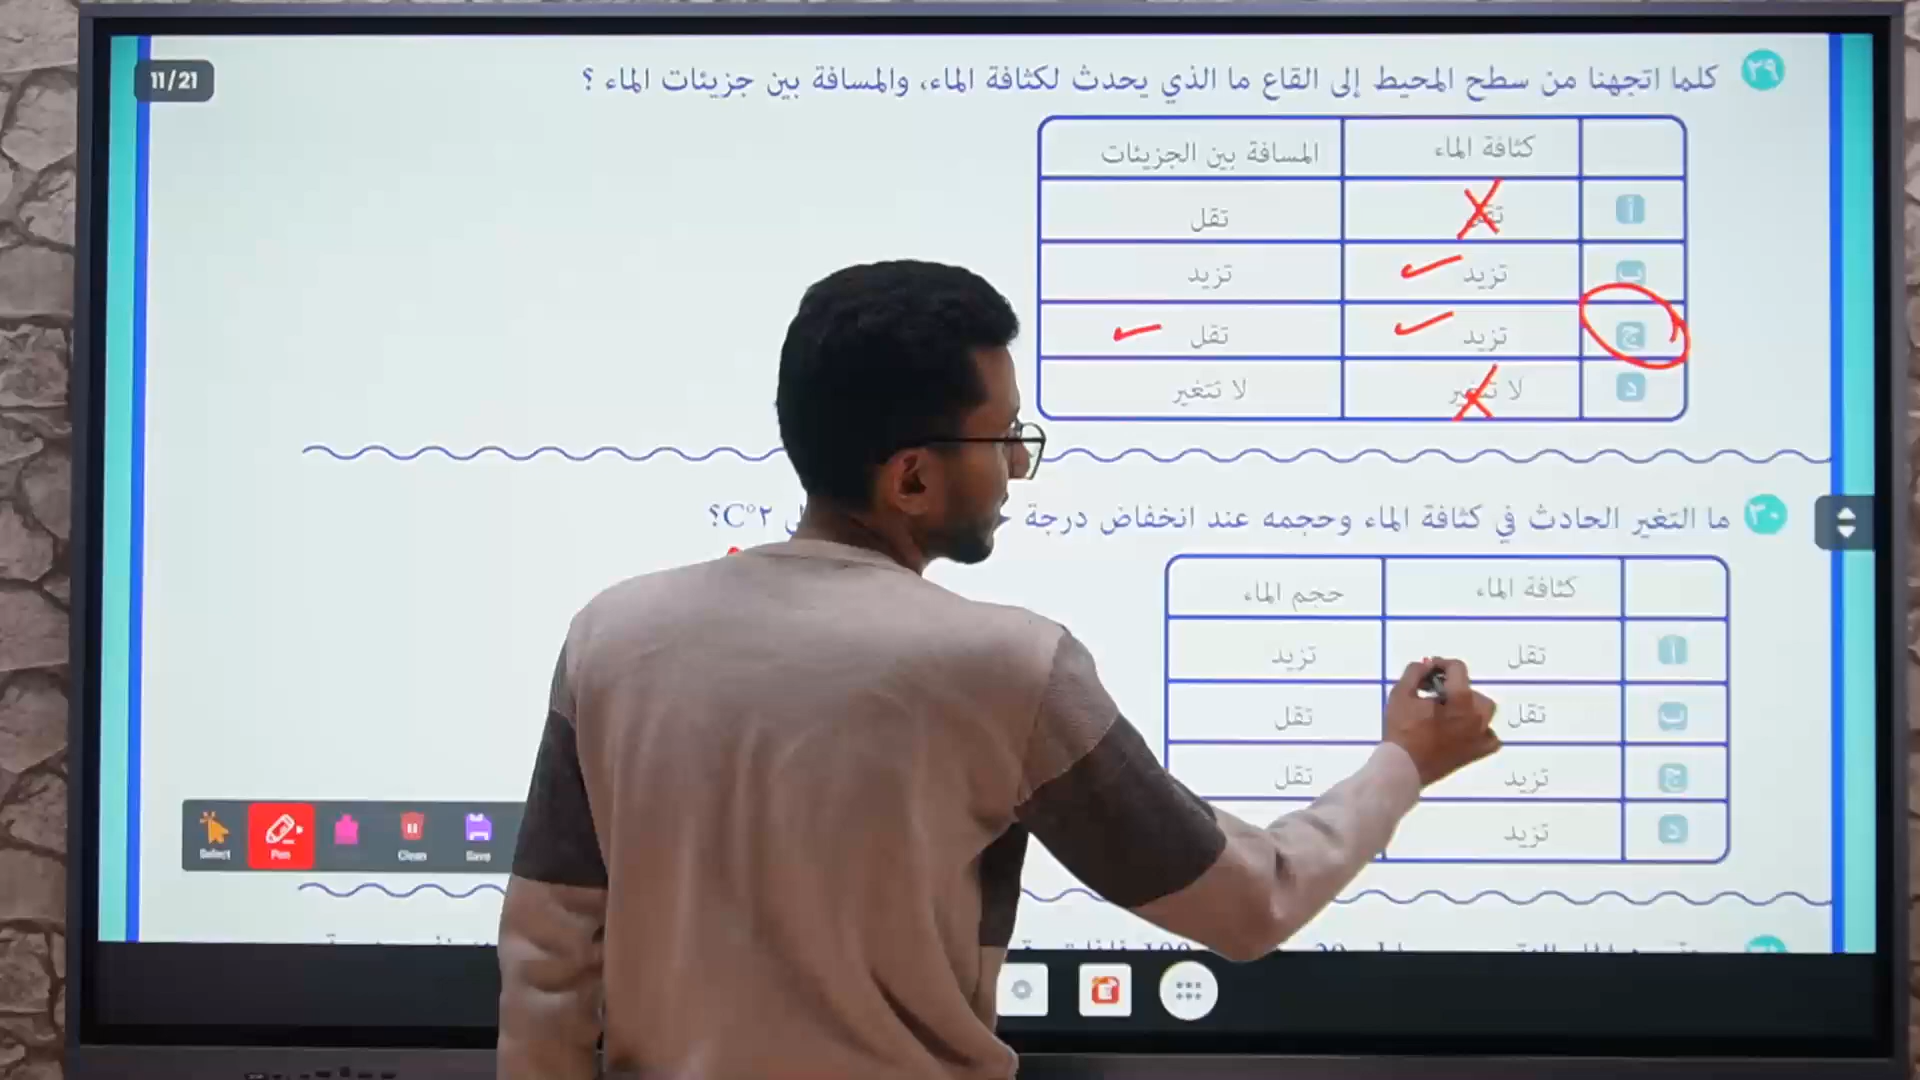 11/21
٢٩ كلما اتجهنا من سطح المحيط إلى القاع ما الذي يحدث لكثافة الماء، والمسافة بين جزيئات الماء ؟
كثافة الماء المسافة بين الجزيئات
أ تقل تقل
ب تزيد تزيد
ج تزيد تقل
د لا تتغير لا تتغير
٣٠ ما التغير الحادث في كثافة الماء وحجمه عند انخفاض درجة ٢°C؟
كثافة الماء حجم الماء
أ تقل تزيد
ب تقل تقل
ج تزيد تقل
د تزيد
Select Pen Clean Save